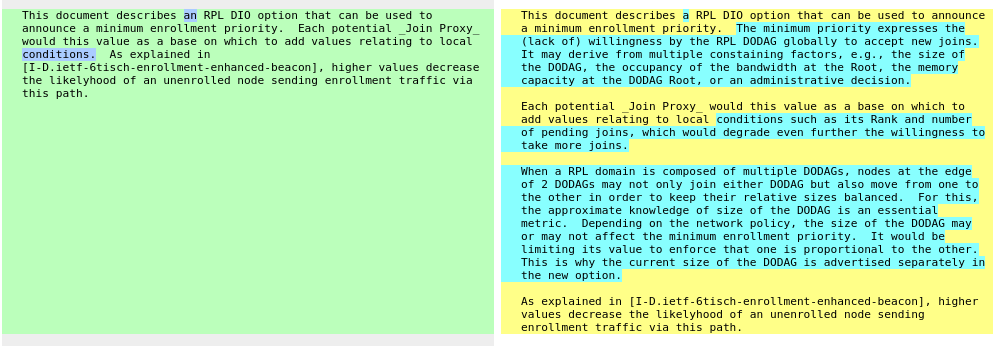 This document describes an RPL DIO option that can be used to
announce a minimum enrollment priority.  Each potential _Join Proxy_
would this value as a base on which to add values relating to local
conditions.  As explained in
[I-D.ietf-6tisch-enrollment-enhanced-beacon], higher values decrease
the likelyhood of an unenrolled node sending enrollment traffic via
this path.
This document describes a RPL DIO option that can be used to announce
a minimum enrollment priority.  The minimum priority expresses the
(lack of) willingness by the RPL DODAG globally to accept new joins.
It may derive from multiple constaining factors, e.g., the size of
the DODAG, the occupancy of the bandwidth at the Root, the memory
capacity at the DODAG Root, or an administrative decision.
Each potential _Join Proxy_ would this value as a base on which to
add values relating to local conditions such as its Rank and number
of pending joins, which would degrade even further the willingness to
take more joins.
When a RPL domain is composed of multiple DODAGs, nodes at the edge
of 2 DODAGs may not only join either DODAG but also move from one to
the other in order to keep their relative sizes balanced.  For this,
the approximate knowledge of size of the DODAG is an essential
metric.  Depending on the network policy, the size of the DODAG may
or may not affect the minimum enrollment priority.  It would be
limiting its value to enforce that one is proportional to the other.
This is why the current size of the DODAG is advertised separately in
the new option.
As explained in [I-D.ietf-6tisch-enrollment-enhanced-beacon], higher
values decrease the likelyhood of an unenrolled node sending
enrollment traffic via this path.